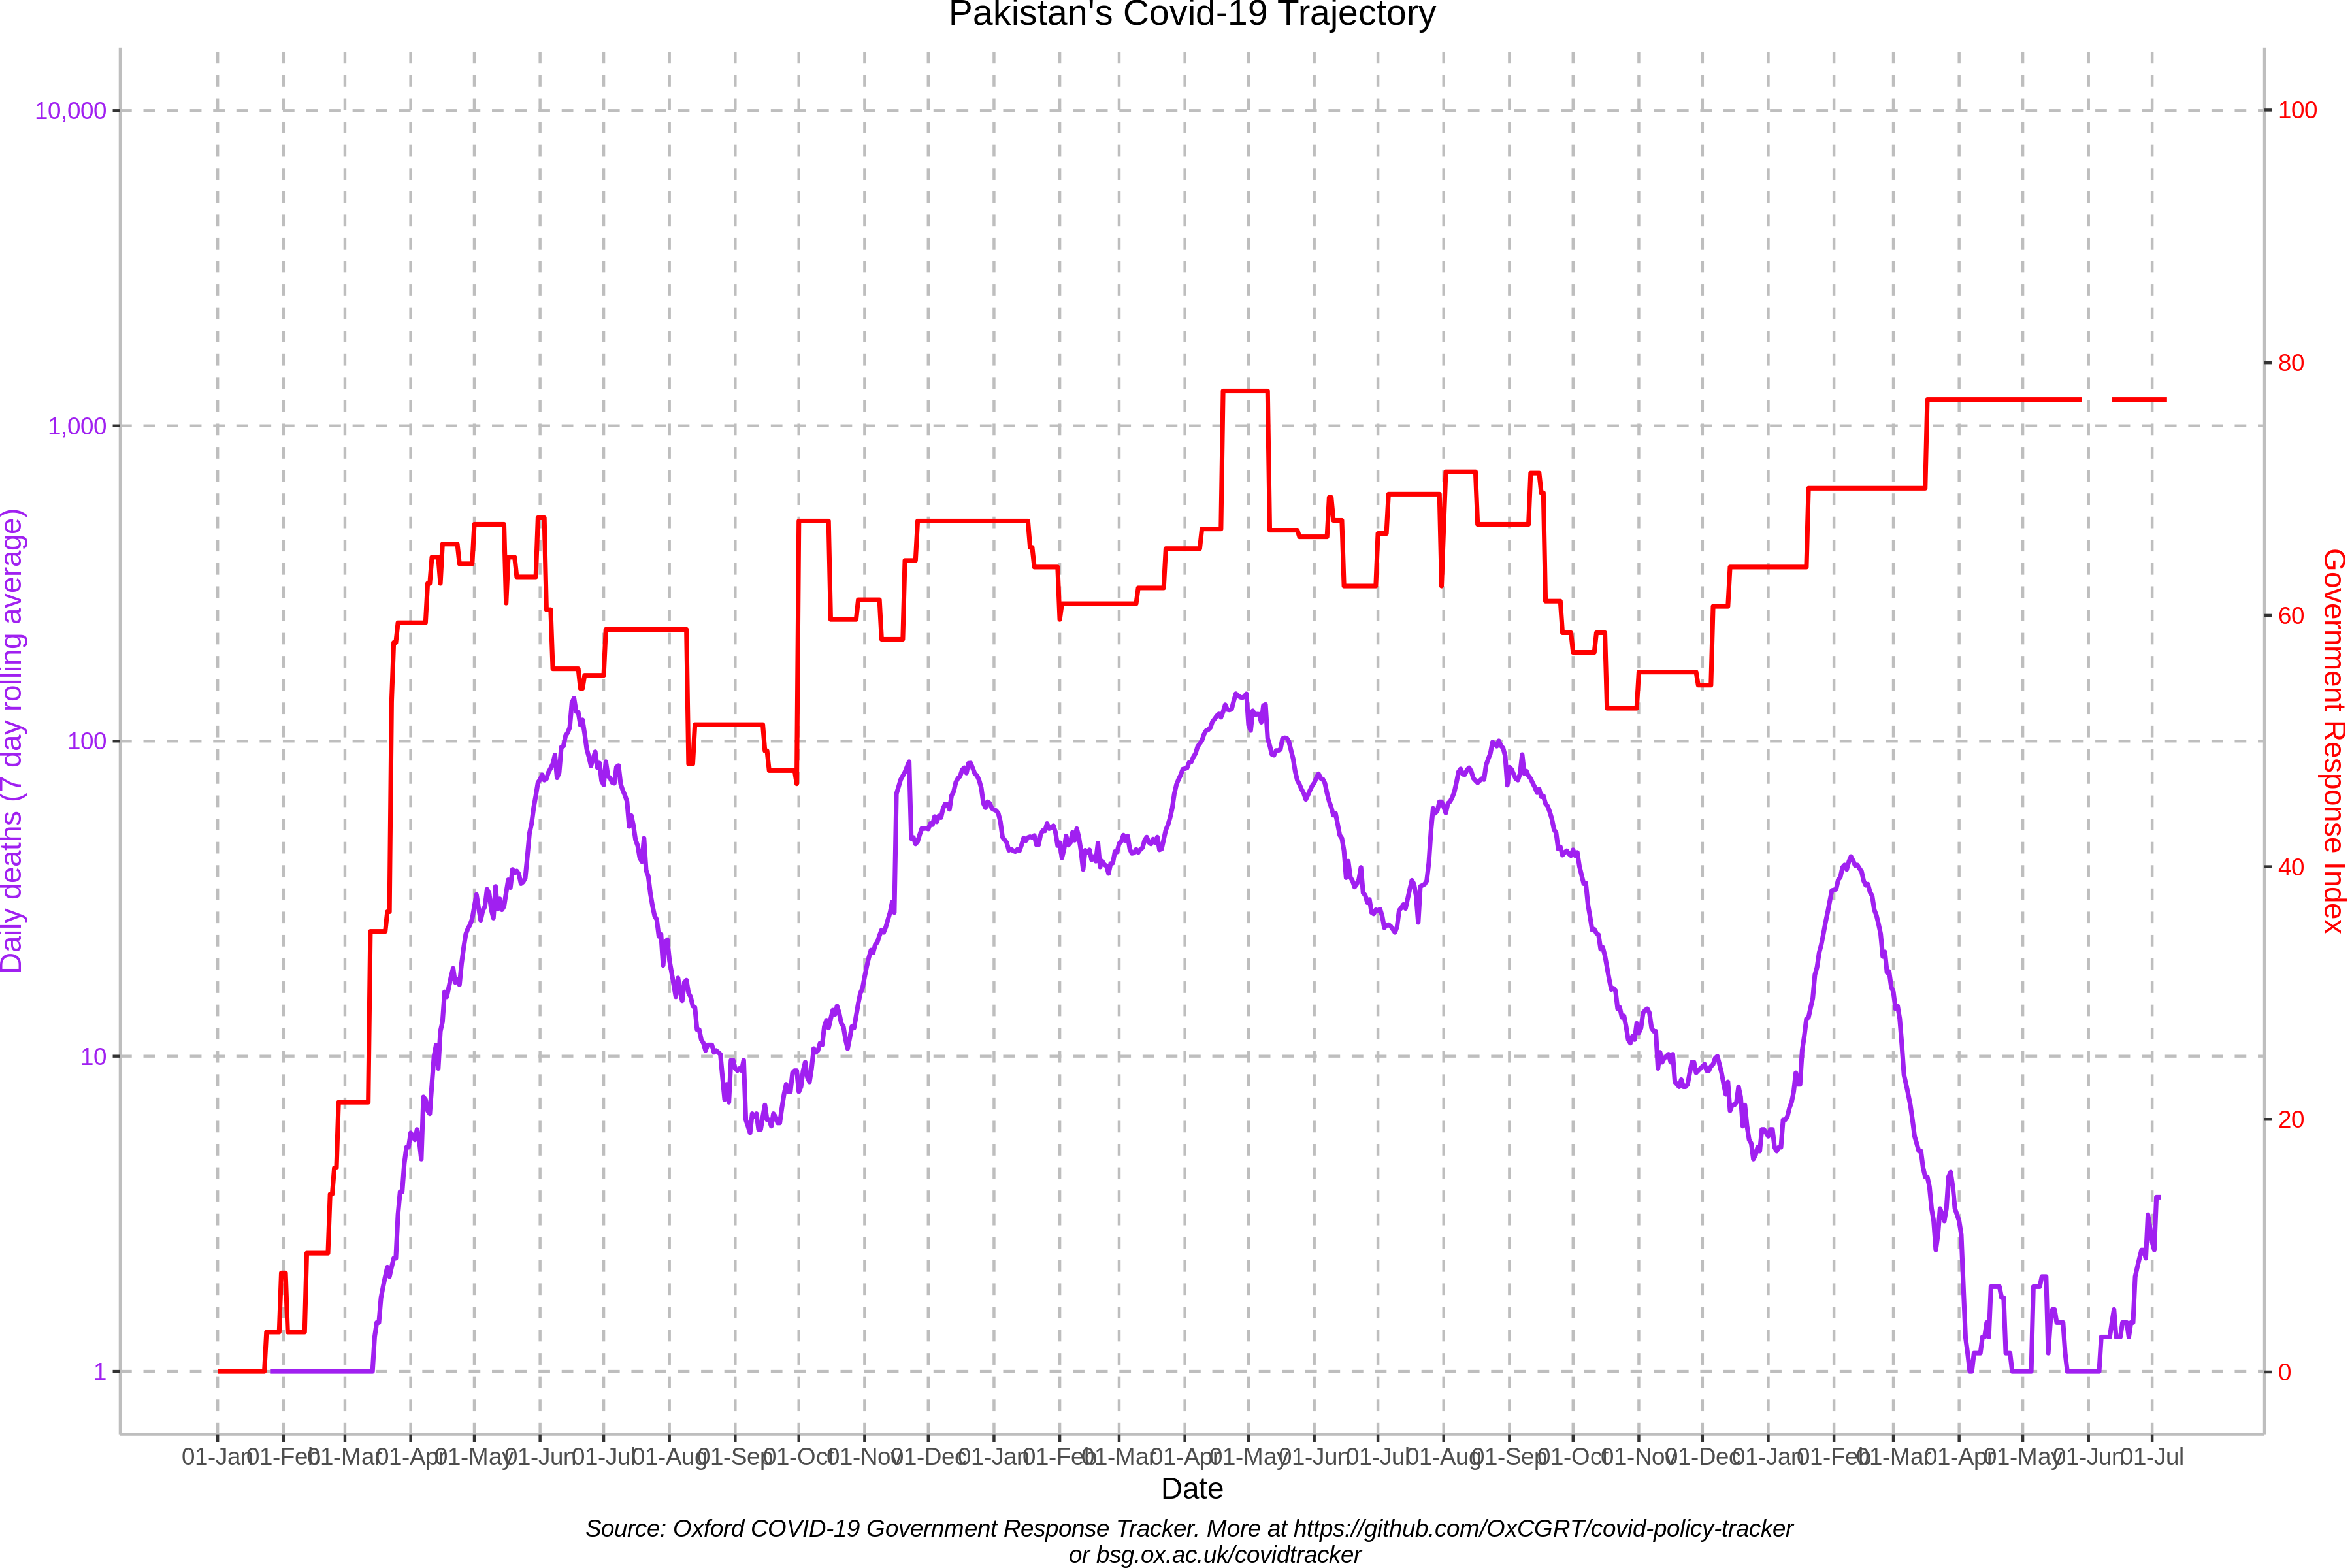 Pakistan's Covid-19 Trajectory
10,000
1,000
100
10
1
Daily deaths (7 day rolling average)
100
80
60
40
20
0
Government Response Index
01-Jan 01-Feb 01-Mar 01-Apr 01-May 01-Jun 01-Jul 01-Aug 01-Sep 01-Oct 01-Nov 01-Dec 01-Jan 01-Feb 01-Mar 01-Apr 01-May 01-Jun 01-Jul 01-Aug 01-Sep 01-Oct 01-Nov 01-Dec 01-Jan 01-Feb 01-Mar 01-Apr 01-May 01-Jun 01-Jul
Date
Source: Oxford COVID-19 Government Response Tracker. More at https://github.com/OxCGRT/covid-policy-tracker
or bsg.ox.ac.uk/covidtracker